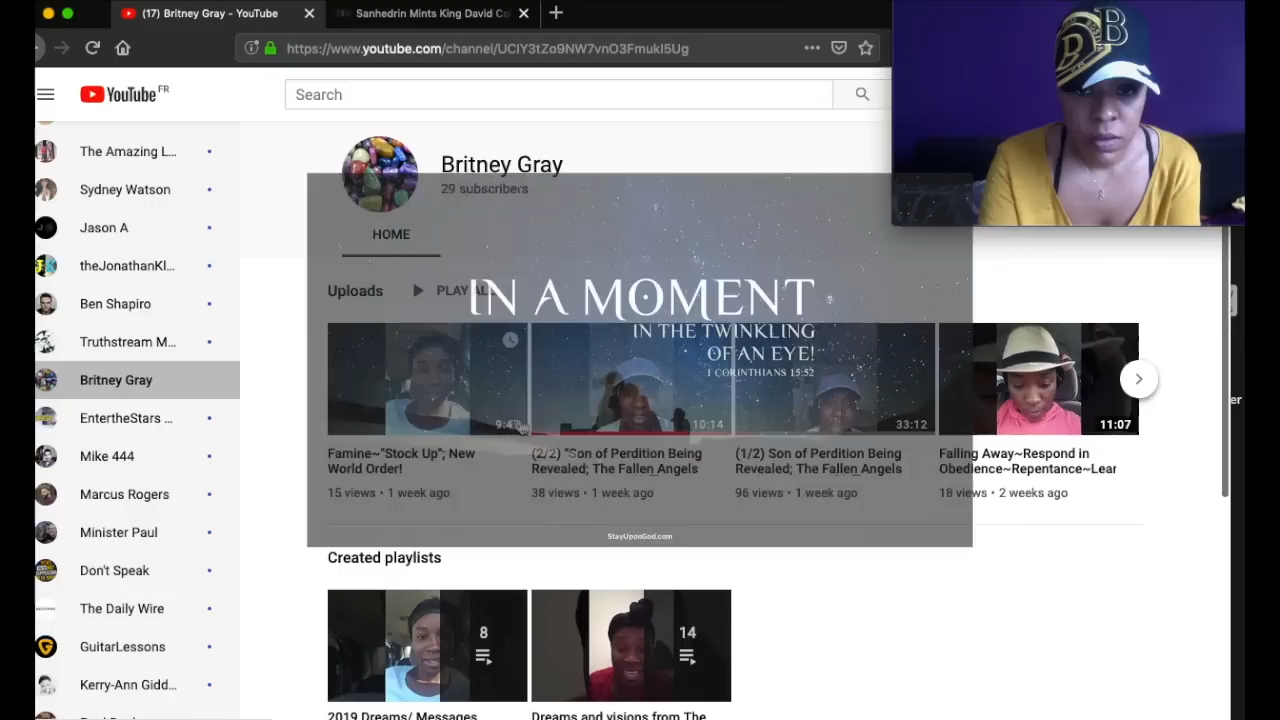 (17) Britney Gray - YouTube
Sanhedrin Mints King David Co
https://www.youtube.com/channel/UCIY3tZo9NW7vnO3FmukI5Ug
YouTube FR
Search
The Amazing L...
Sydney Watson
Jason A
theJonathanKl...
Ben Shapiro
Truthstream M...
Britney Gray
EntertheStars ...
Mike 444
Marcus Rogers
Minister Paul
Don't Speak
The Daily Wire
GuitarLessons
Kerry-Ann Gidd...
Britney Gray
29 subscribers
HOME
Uploads
PLAY ALL
IN A MOMENT
IN THE TWINKLING
OF AN EYE!
1 CORINTHIANS 15:52
9:47
10:14
33:12
11:07
Famine~"Stock Up"; New
World Order!
15 views • 1 week ago
(2/2) "Son of Perdition Being
Revealed; The Fallen Angels
38 views • 1 week ago
(1/2) Son of Perdition Being
Revealed; The Fallen Angels
96 views • 1 week ago
Falling Away~Respond in
Obedience~Repentance~Lear
18 views • 2 weeks ago
StayUponGod.com
Created playlists
8
14
2019 Dreams/ Messages
Dreams and visions from The
B
B
er